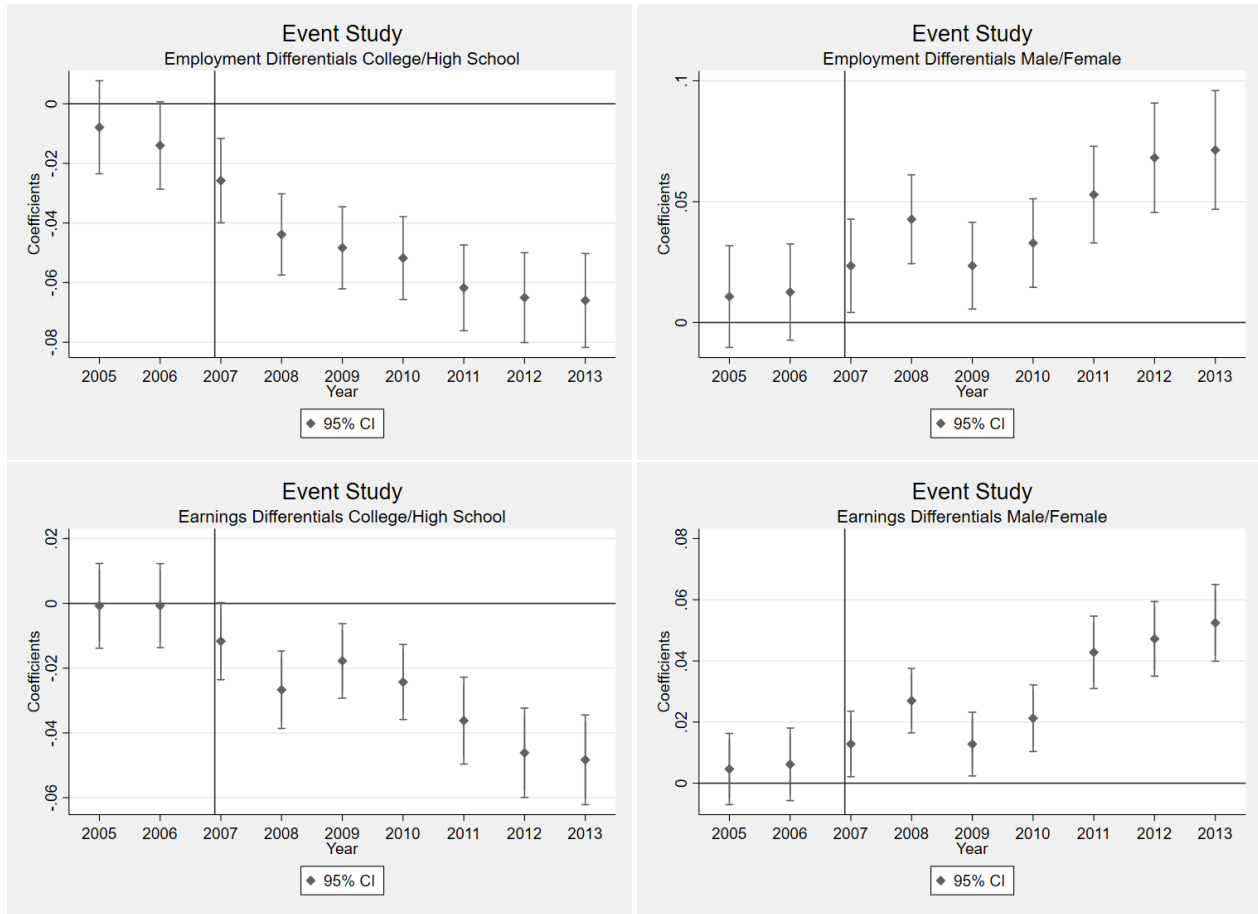 Event Study
Employment Differentials College/High School
Coefficients
0
-.02
-.04
-.06
-.08
2005 2006 2007 2008 2009 2010 2011 2012 2013
Year
95% CI
Event Study
Employment Differentials Male/Female
Coefficients
.1
.05
0
2005 2006 2007 2008 2009 2010 2011 2012 2013
Year
95% CI
Event Study
Earnings Differentials College/High School
Coefficients
.02
0
-.02
-.04
-.06
2005 2006 2007 2008 2009 2010 2011 2012 2013
Year
95% CI
Event Study
Earnings Differentials Male/Female
Coefficients
.08
.06
.04
.02
0
2005 2006 2007 2008 2009 2010 2011 2012 2013
Year
95% CI